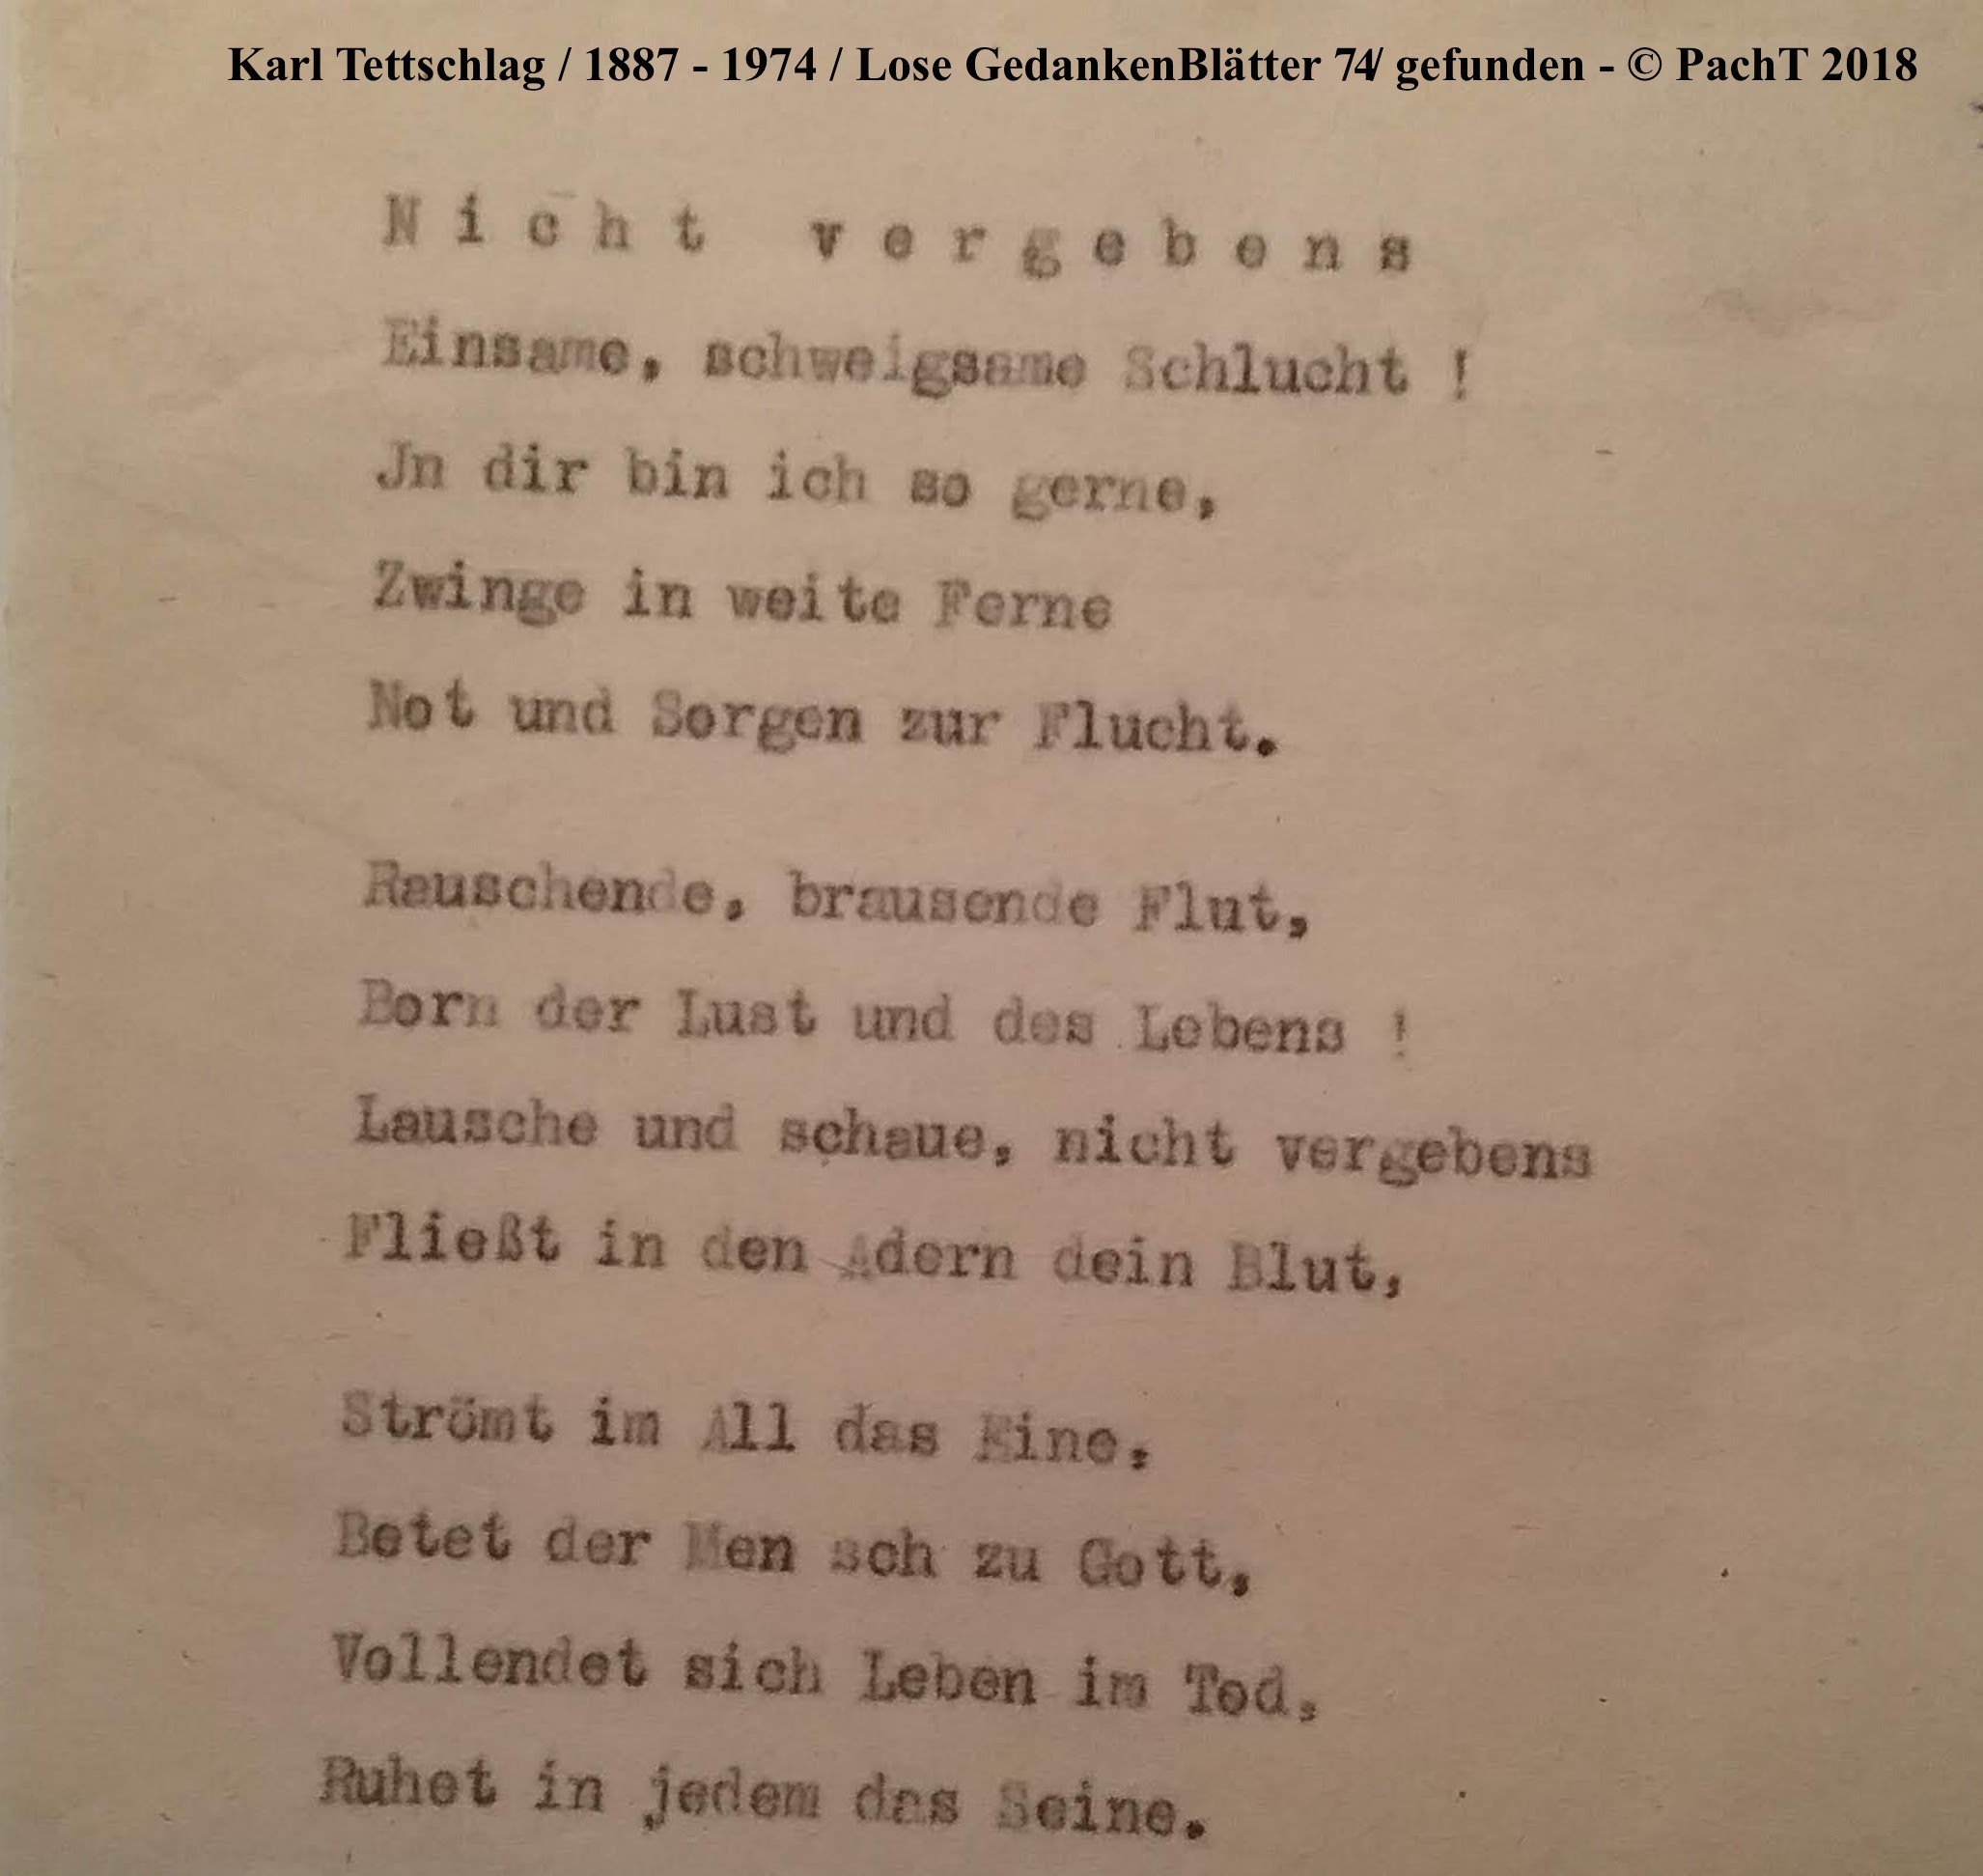 Karl Tettschlag / 1887 - 1974 / Lose GedankenBlätter 74/ gefunden - © PachT 2018
N i c h t   v e r g e b e n s
Einsame, schweigsame Schlucht !
Jn dir bin ich so gerne,
Zwinge in weite Ferne
Not und Sorgen zur Flucht.
Rauschende, brausende Flut,
Born der Lust und des Lebens !
Lausche und schaue, nicht vergebens
Fließt in den Adern dein Blut,
Strömt im All das Eine,
Betet der Men sch zu Gott,
Vollendet sich Leben im Tod,
Ruhet in jedem das Seine.